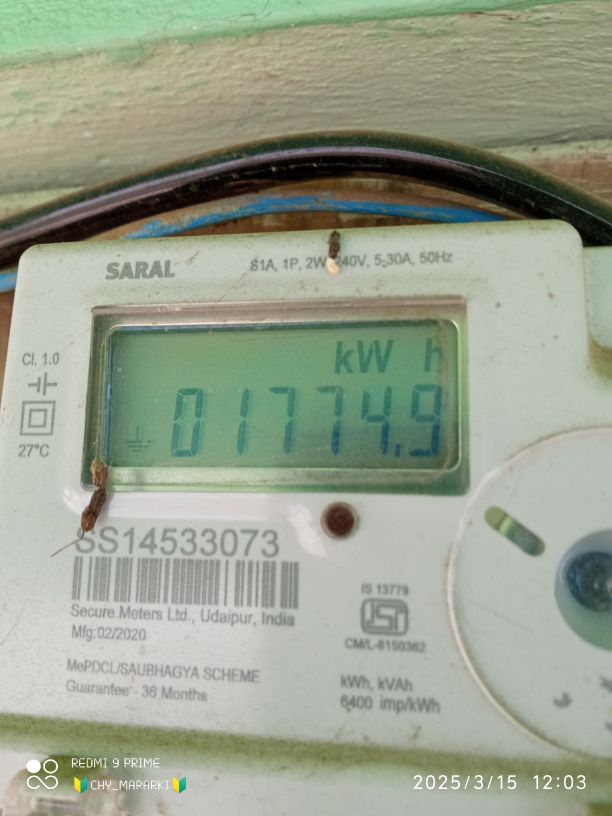 SARAL
S1A, 1P, 2W, 240V, 5-30A, 50Hz
kW h
01774.9
Cl. 1.0
27°C
SS14533073
Secure Meters Ltd., Udaipur, India
Mfg:02/2020
MePDCL/SAUBHAGYA SCHEME
Guarantee - 36 Months
IS 13779
ISI
CM/L-8150362
kWh, kVAh
6400 imp/kWh
REDMI 9 PRIME
🔰CHY_MARARKI🔰
2025/3/15 12:03